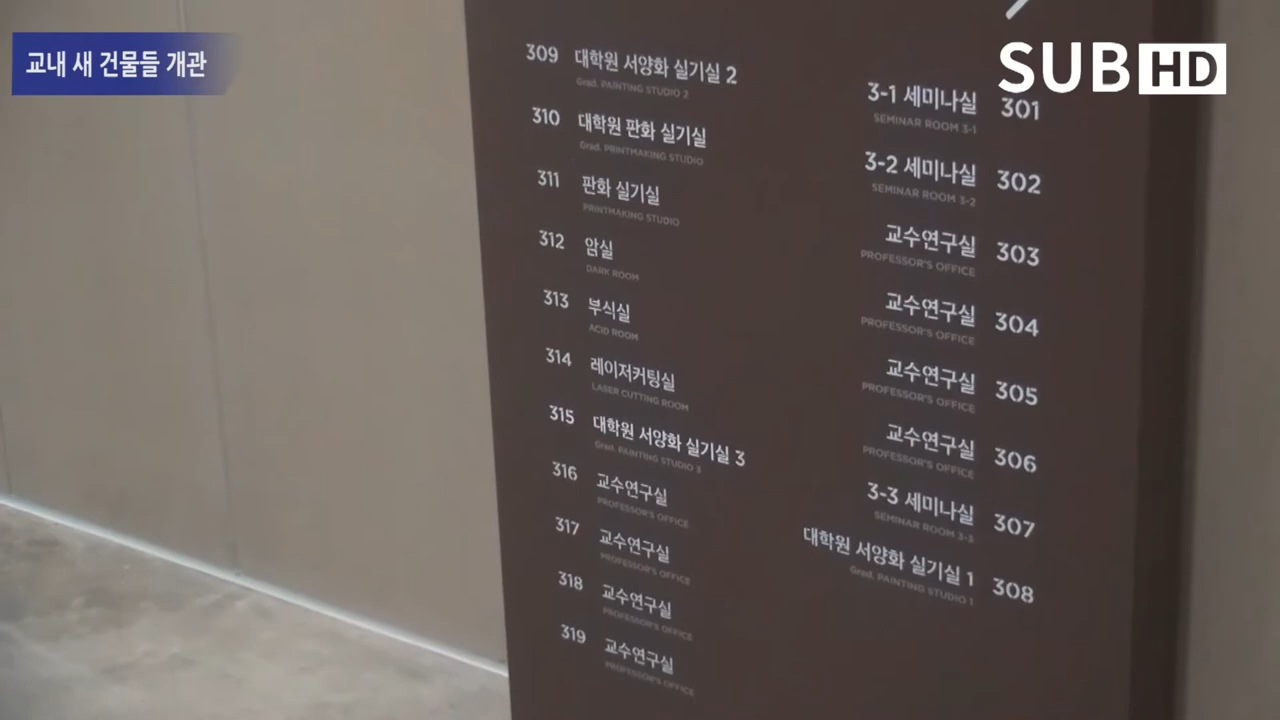 교내 새 건물들 개관
SUB HD
309 대학원 서양화 실기실 2
Grad. PAINTING STUDIO 2
310 대학원 판화 실기실
Grad. PRINTMAKING STUDIO
311 판화 실기실
PRINTMAKING STUDIO
312 암실
DARK ROOM
313 부식실
ACID ROOM
314 레이저커팅실
LASER CUTTING ROOM
315 대학원 서양화 실기실 3
Grad. PAINTING STUDIO 3
316 교수연구실
PROFESSOR'S OFFICE
317 교수연구실
PROFESSOR'S OFFICE
318 교수연구실
PROFESSOR'S OFFICE
319 교수연구실
PROFESSOR'S OFFICE
3-1 세미나실 301
SEMINAR ROOM 3-1
3-2 세미나실 302
SEMINAR ROOM 3-2
교수연구실 303
PROFESSOR'S OFFICE
교수연구실 304
PROFESSOR'S OFFICE
교수연구실 305
PROFESSOR'S OFFICE
교수연구실 306
PROFESSOR'S OFFICE
3-3 세미나실 307
SEMINAR ROOM 3-3
대학원 서양화 실기실 1 308
Grad. PAINTING STUDIO 1